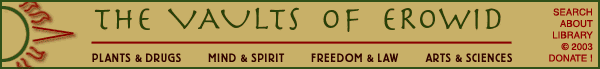 THE VAULTS OF EROWID
PLANTS & DRUGS MIND & SPIRIT FREEDOM & LAW ARTS & SCIENCES
SEARCH
ABOUT
LIBRARY
© 2003
DONATE !